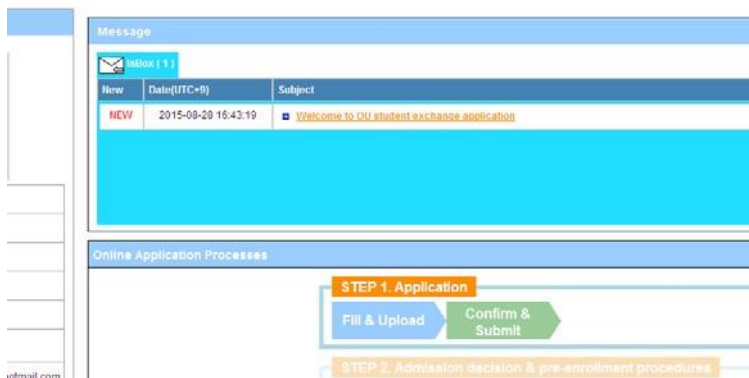 Message
InBox ( 1 )
New Date(UTC+9) Subject
NEW 2015-08-28 16:43:19 Welcome to OU student exchange application
Online Application Processes
STEP 1. Application
Fill & Upload
Confirm &
Submit
STEP 2. Admission decision & pre-enrollment procedures
otmail.com